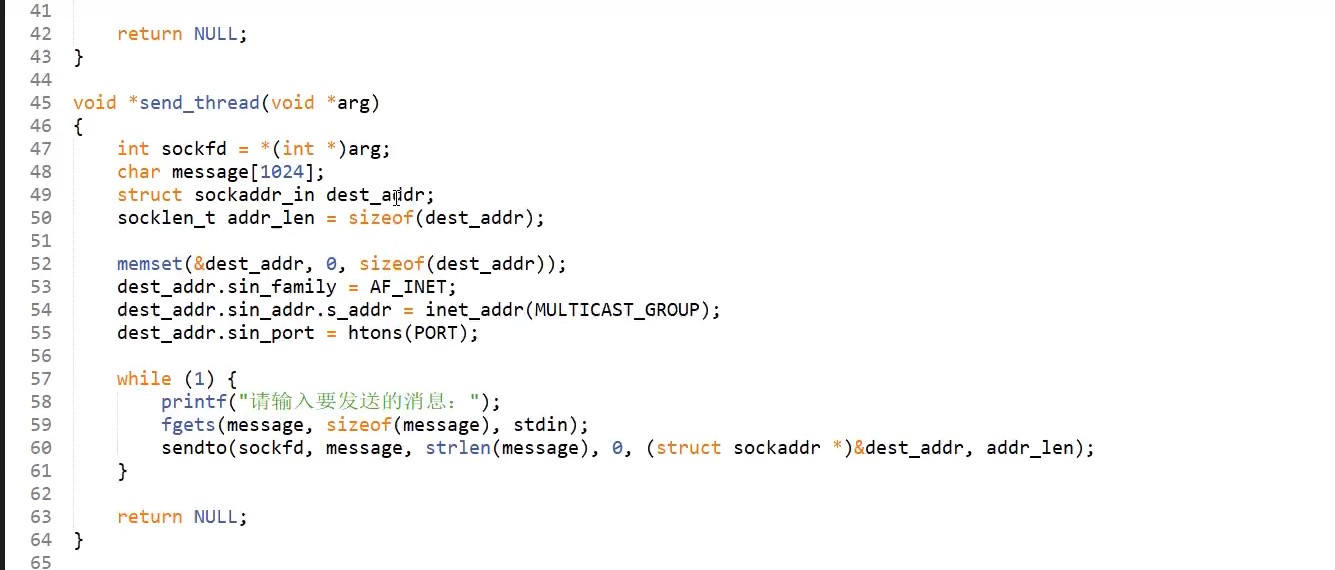 41
42 return NULL;
43 }
44
45 void *send_thread(void *arg)
46 {
47 int sockfd = *(int *)arg;
48 char message[1024];
49 struct sockaddr_in dest_addr;
50 socklen_t addr_len = sizeof(dest_addr);
51
52 memset(&dest_addr, 0, sizeof(dest_addr));
53 dest_addr.sin_family = AF_INET;
54 dest_addr.sin_addr.s_addr = inet_addr(MULTICAST_GROUP);
55 dest_addr.sin_port = htons(PORT);
56
57 while (1) {
58 printf("请输入要发送的消息：");
59 fgets(message, sizeof(message), stdin);
60 sendto(sockfd, message, strlen(message), 0, (struct sockaddr *)&dest_addr, addr_len);
61 }
62
63 return NULL;
64 }
65